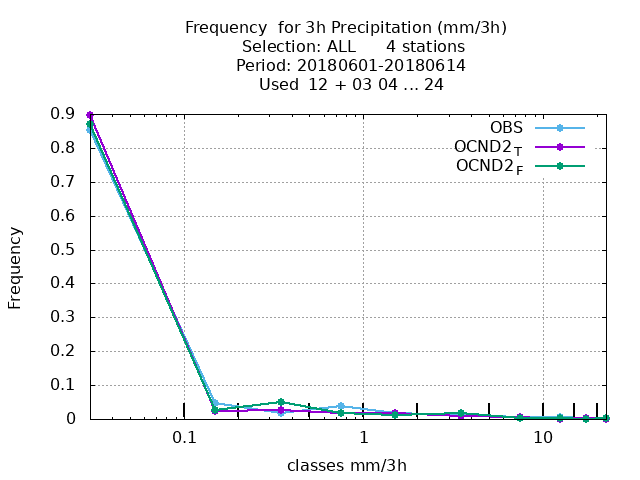 Frequency  for 3h Precipitation (mm/3h)
Selection: ALL      4 stations
Period: 20180601-20180614
Used  12 + 03 04 ... 24
OBS
OCND2T
OCND2F
Frequency
0.9
0.8
0.7
0.6
0.5
0.4
0.3
0.2
0.1
0
0.1
1
10
classes mm/3h